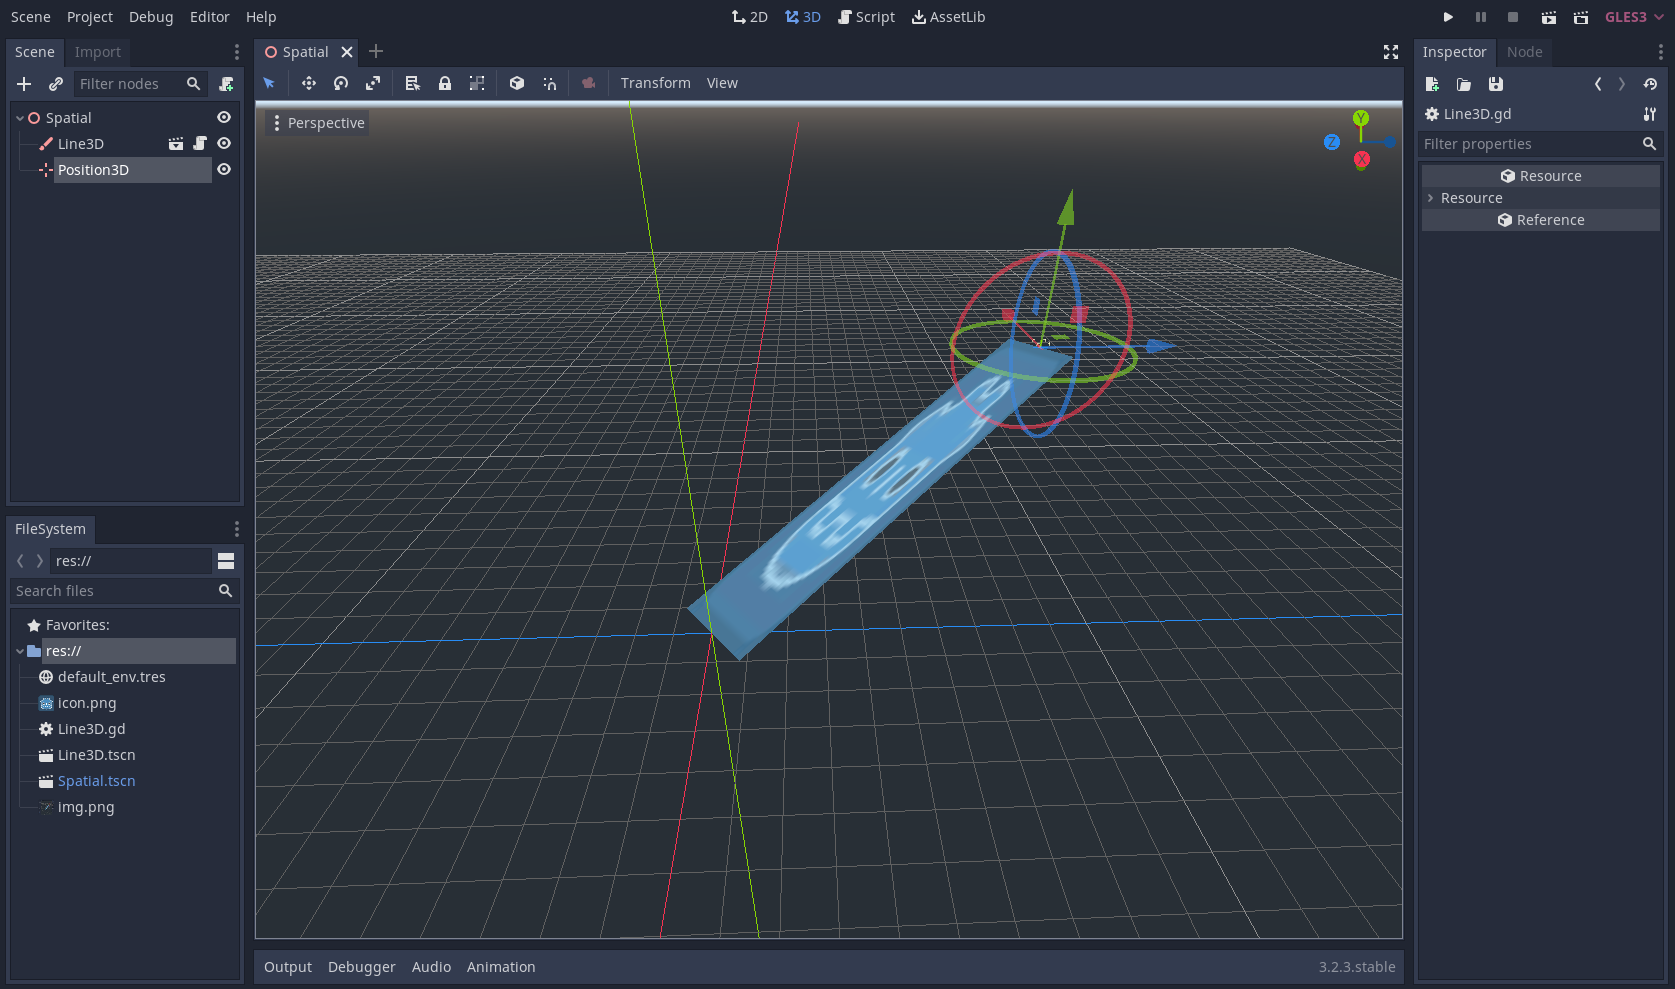 Scene Project Debug Editor Help 2D 3D Script AssetLib GLES3
Scene Import
Filter nodes
Spatial
Line3D
Position3D
FileSystem
res://
Search files
Favorites:
res://
default_env.tres
icon.png
Line3D.gd
Line3D.tscn
Spatial.tscn
img.png
Spatial
Transform View
Perspective
Y
Z
X
Output Debugger Audio Animation 3.2.3.stable
Inspector Node
Line3D.gd
Filter properties
Resource
Resource
Reference